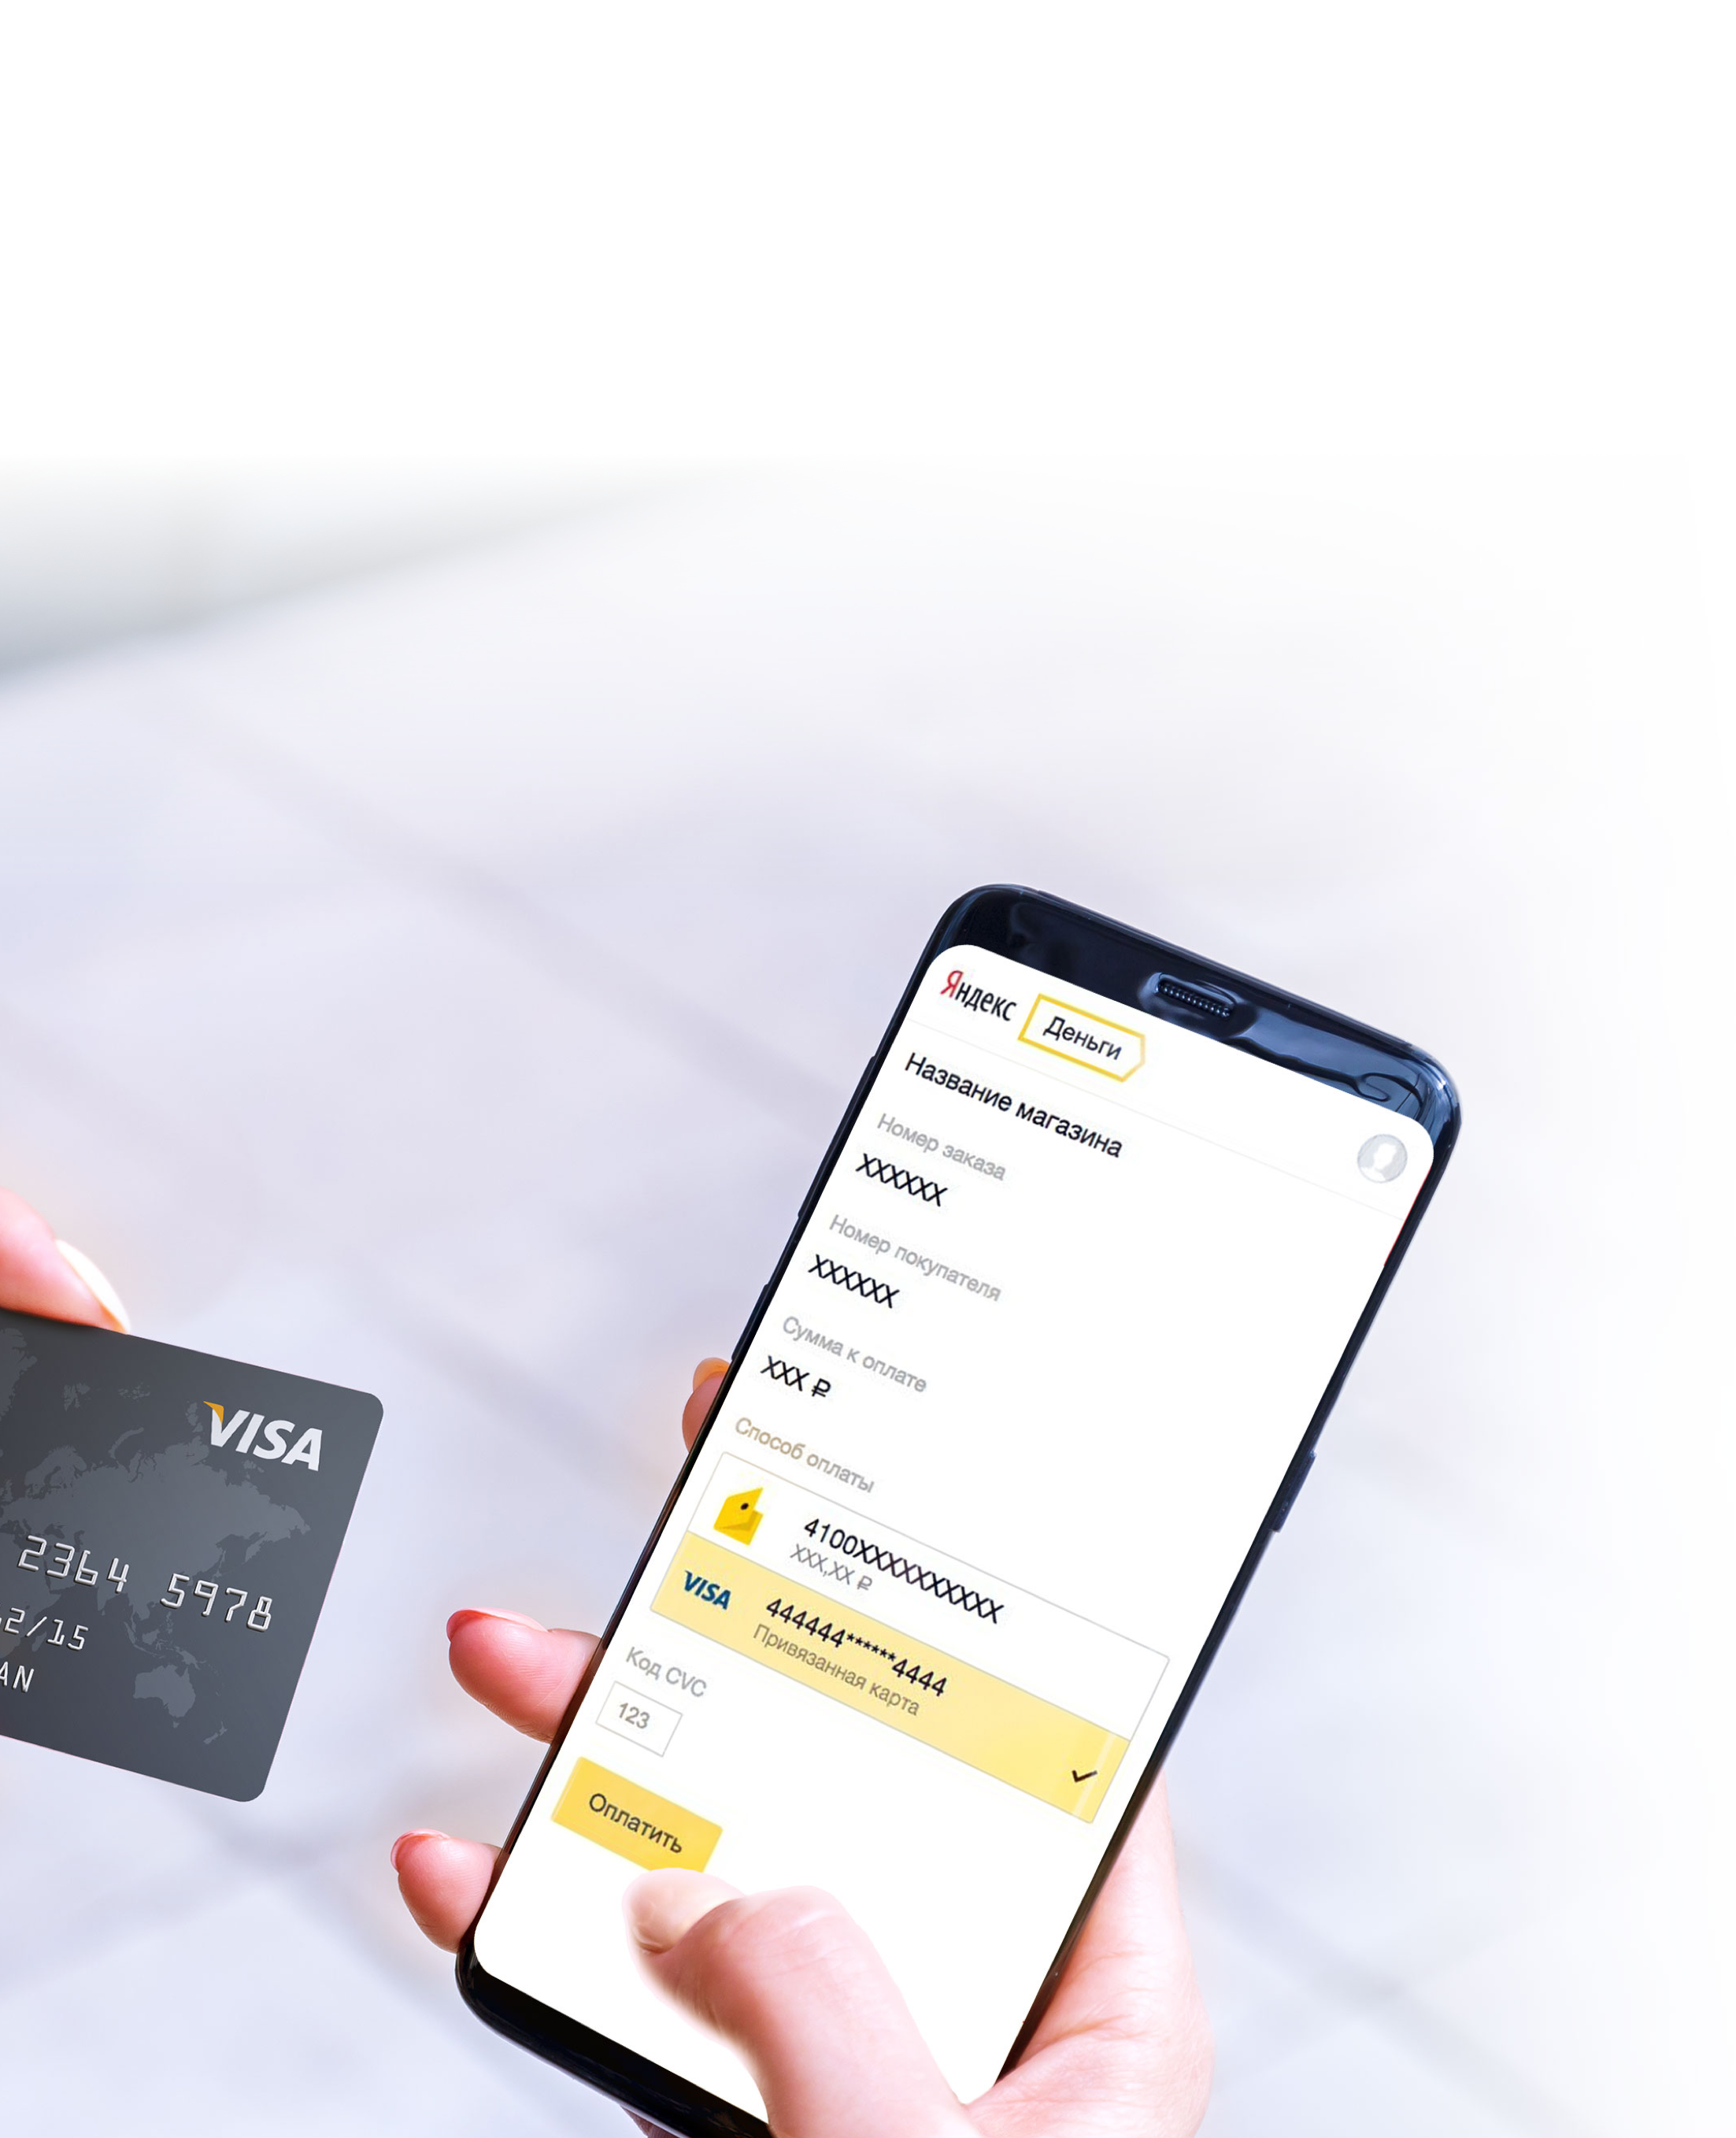 Яндекс Деньги
Название магазина
Номер заказа
XXXXXX
Номер покупателя
XXXXXX
Сумма к оплате
XXX ₽
Способ оплаты
4100XXXXXXXXXXX
XXX,XX ₽
VISA
444444******4444
Привязанная карта
Код CVC
123
Оплатить
VISA
2364 5978
2/15
AN